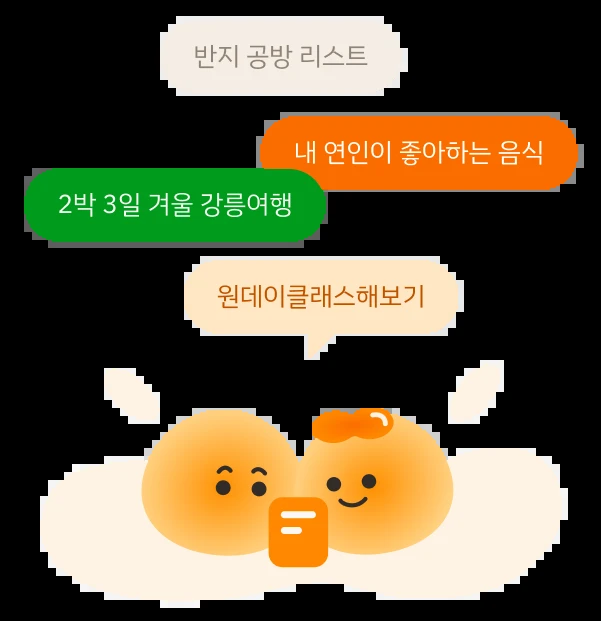 반지 공방 리스트
내 연인이 좋아하는 음식
2박 3일 겨울 강릉여행
원데이클래스해보기